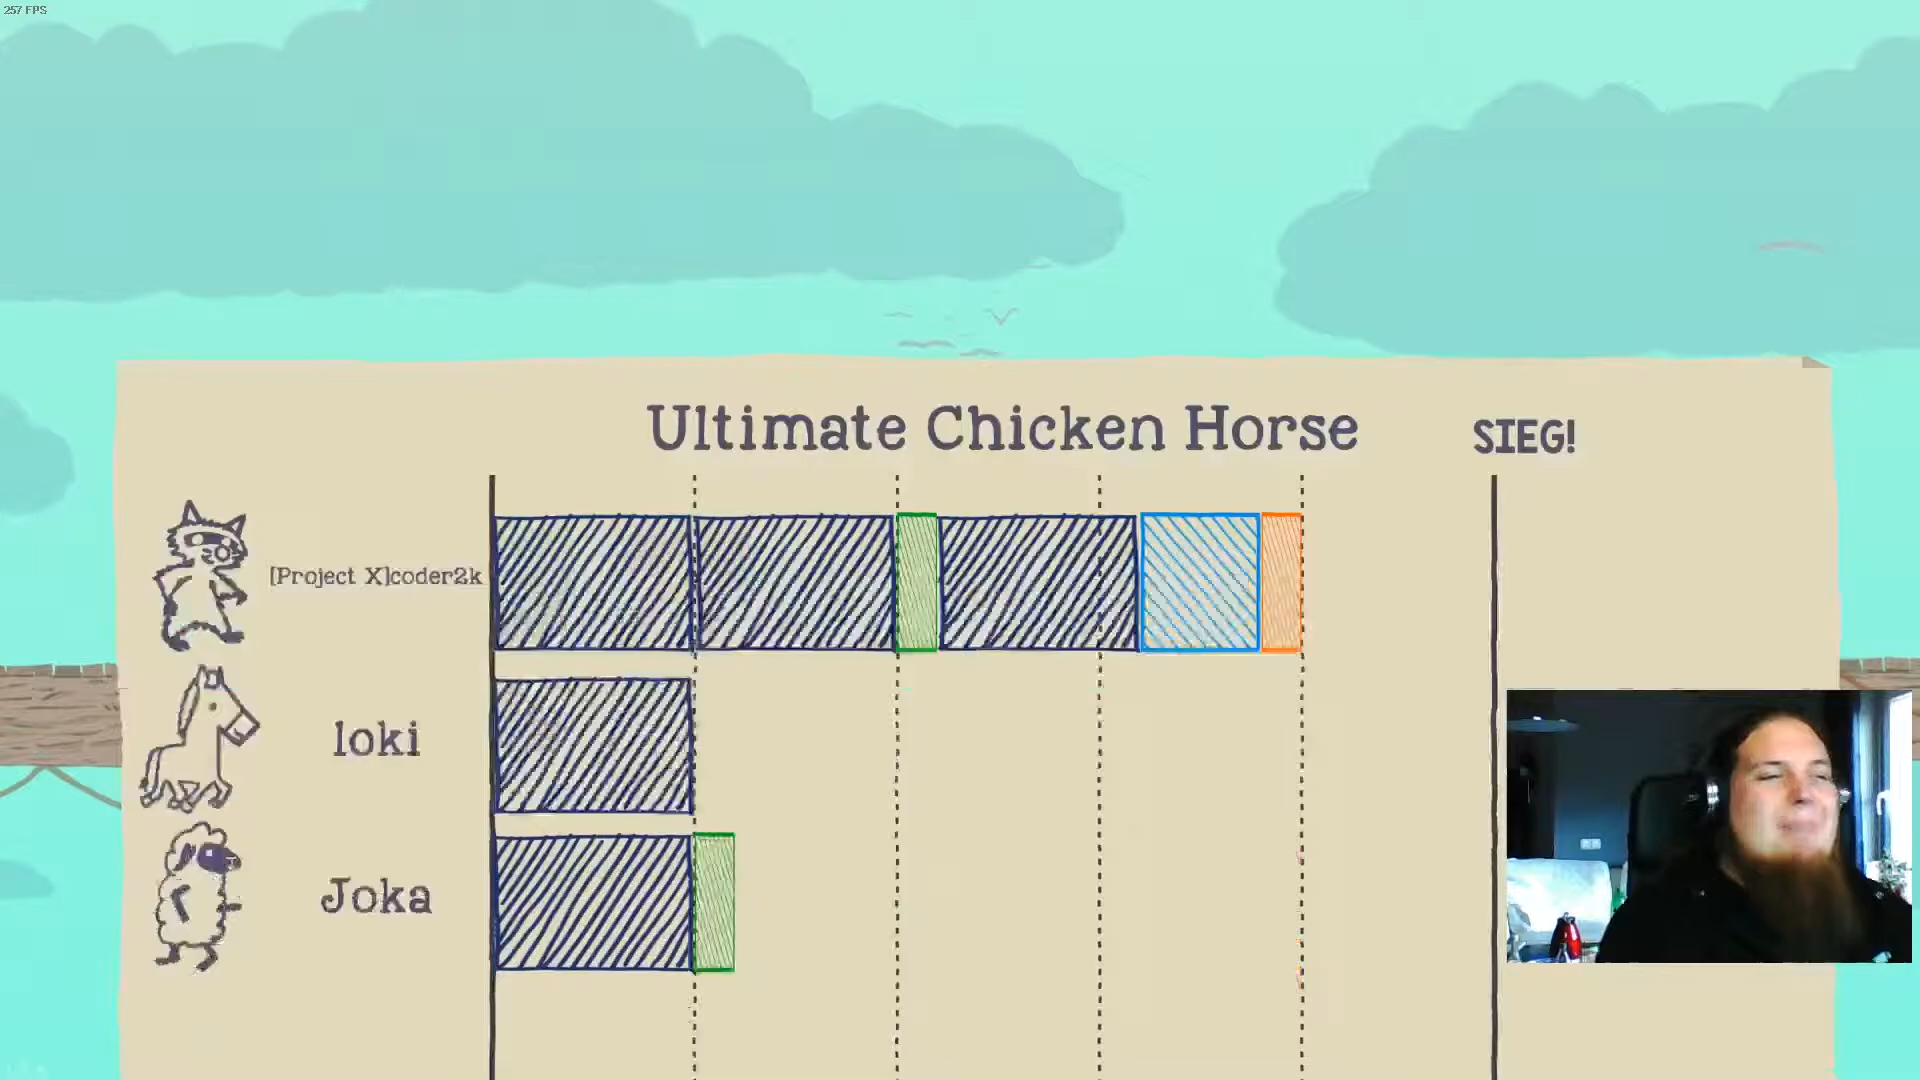 257 FPS
Ultimate Chicken Horse
SIEG!
[Project X]coder2k
loki
Joka